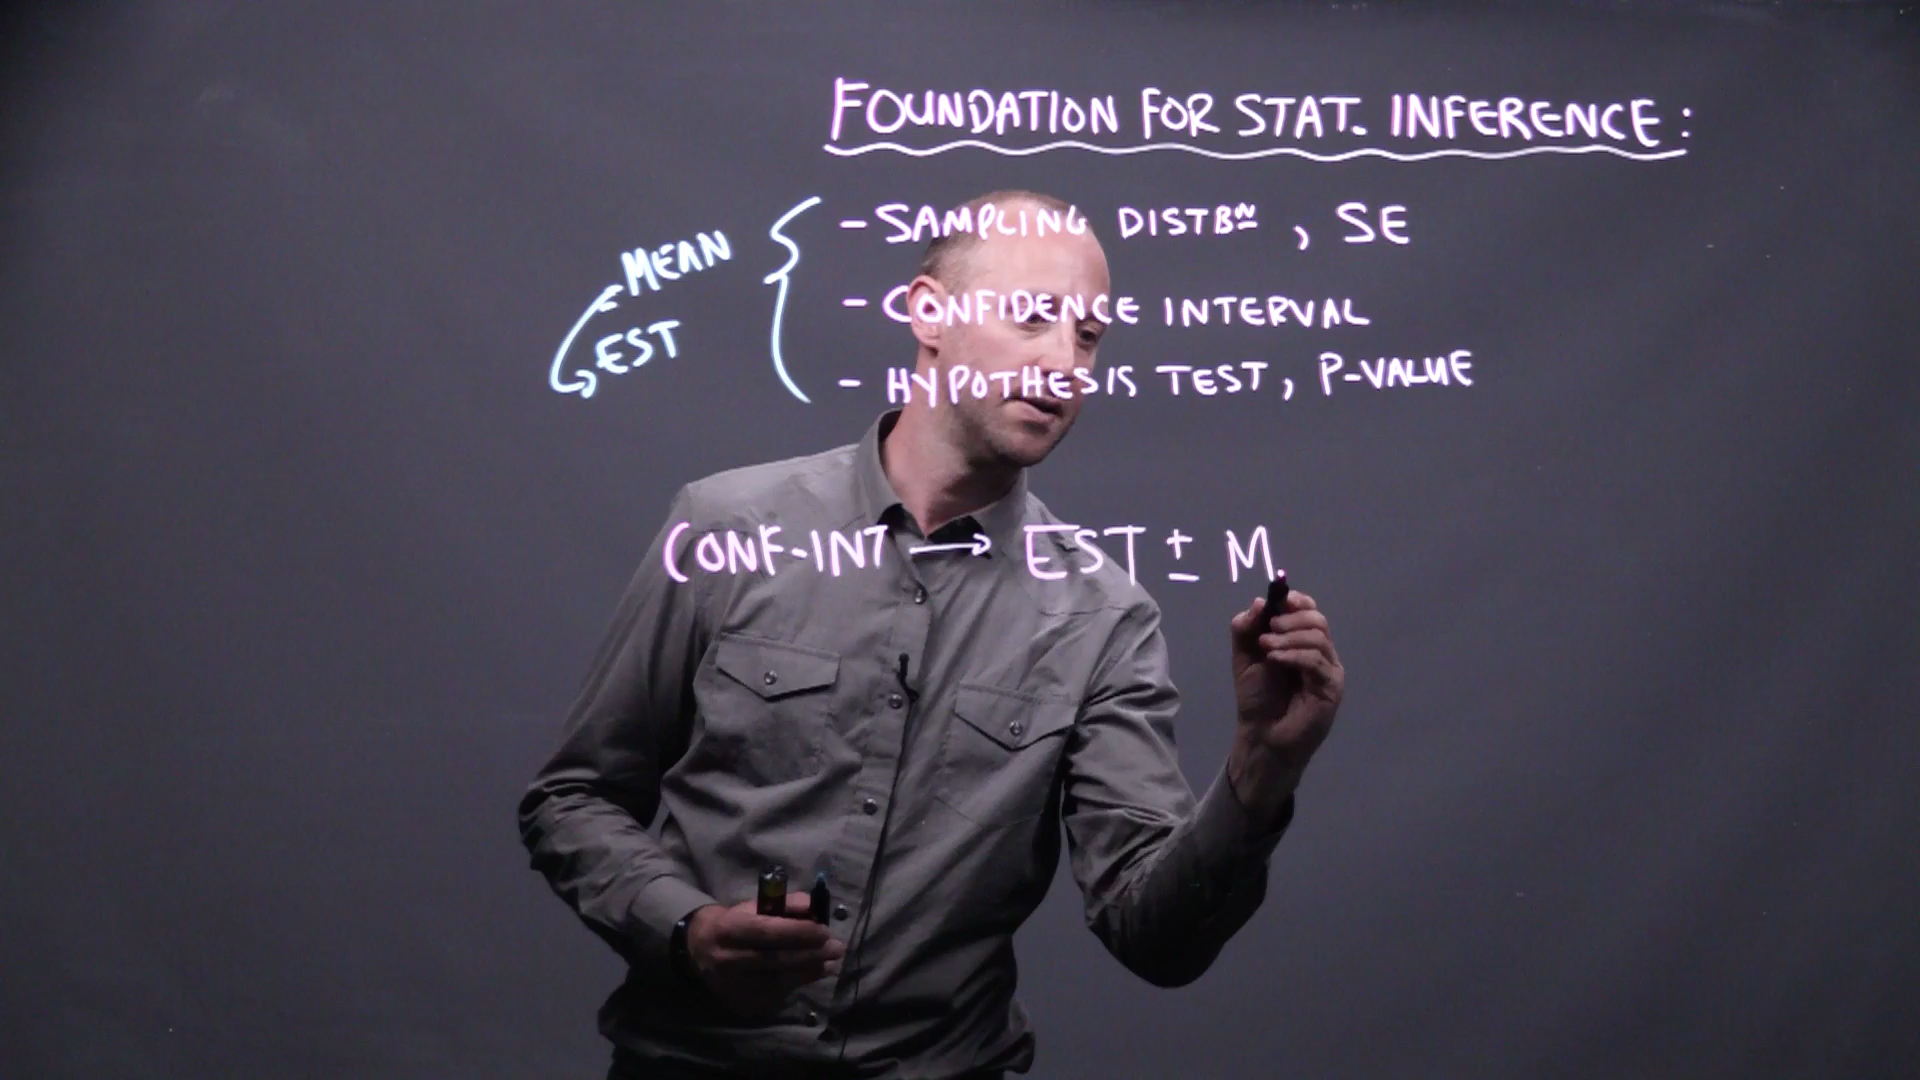 FOUNDATION FOR STAT. INFERENCE:
- SAMPLING DISTBN, SE
- CONFIDENCE INTERVAL
- HYPOTHESIS TEST, P-VALUE
MEAN
EST
CONF-INT → EST ± M.